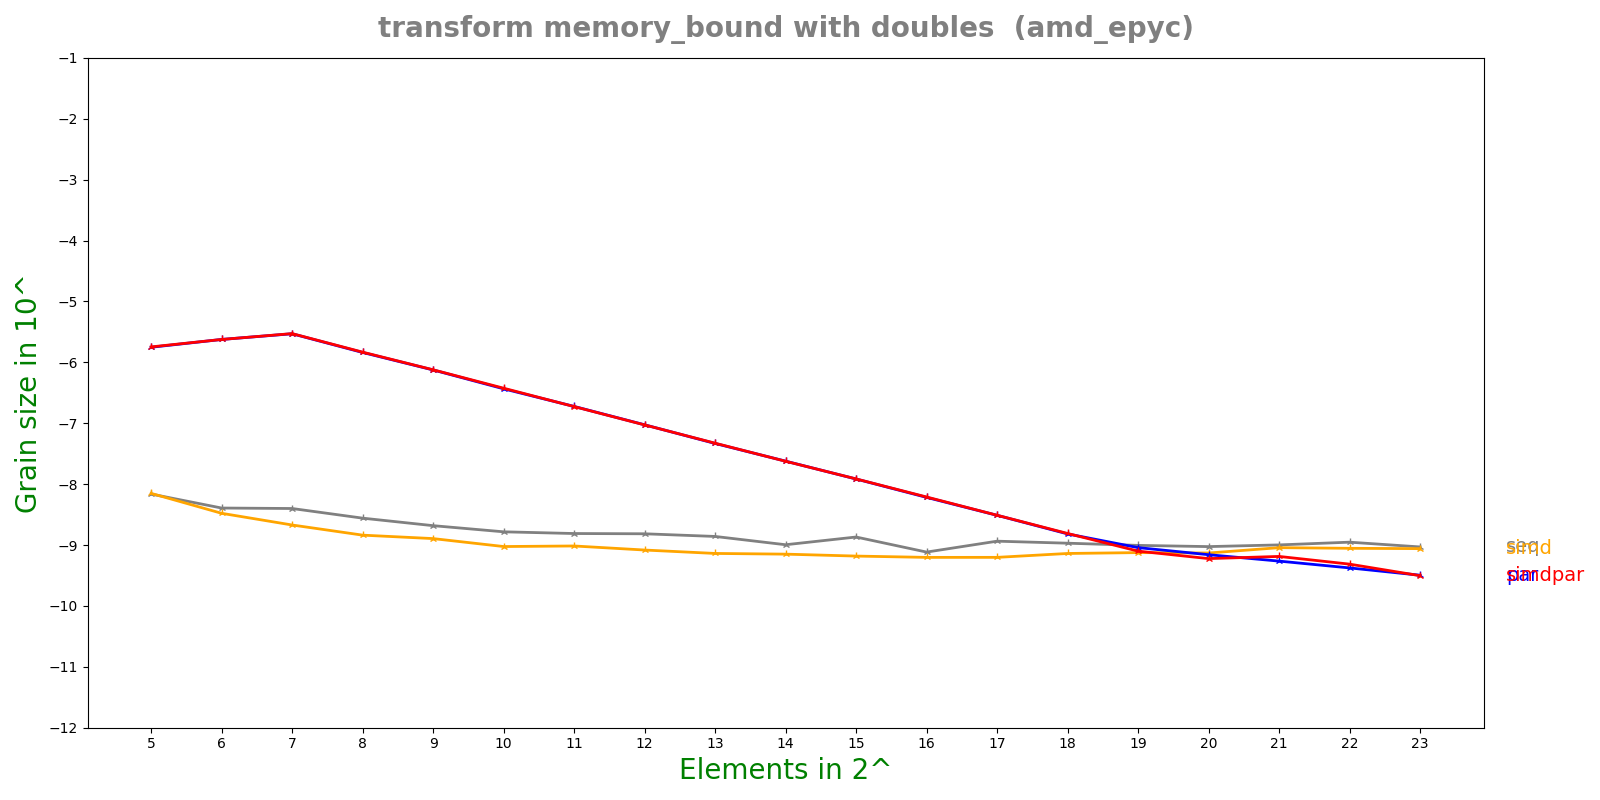 transform memory_bound with doubles  (amd_epyc)
Grain size in 10^
−1
−2
−3
−4
−5
−6
−7
−8
−9
−10
−11
−12
5 6 7 8 9 10 11 12 13 14 15 16 17 18 19 20 21 22 23
Elements in 2^
seq
simd
par
simdpar